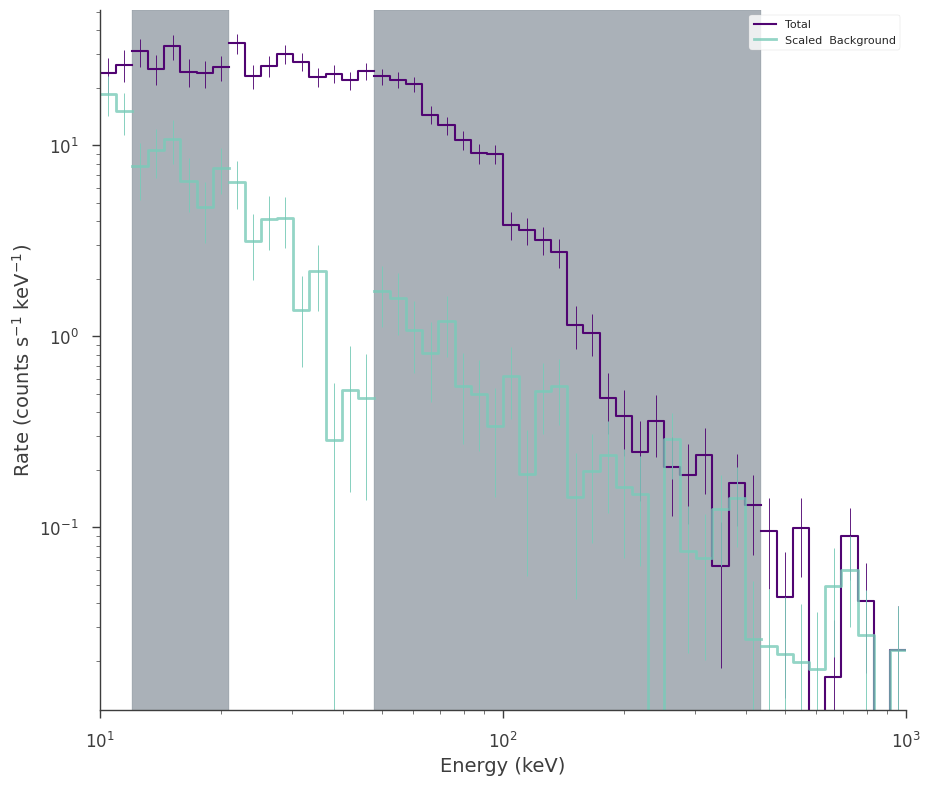 Total
Scaled Background
Rate (counts s⁻¹ keV⁻¹)
10¹
10⁰
10⁻¹
10¹ 10² 10³
Energy (keV)